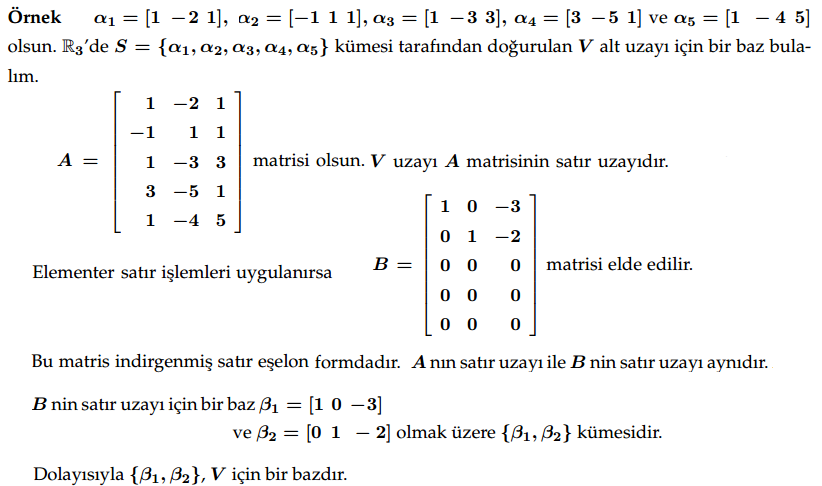 Örnek α₁ = [1 −2 1], α₂ = [−1 1 1], α₃ = [1 −3 3], α₄ = [3 −5 1] ve α₅ = [1 − 4 5]
olsun. ℝ₃'de S = {α₁, α₂, α₃, α₄, α₅} kümesi tarafından doğurulan V alt uzayı için bir baz bula-
lım.
A = [ 1 −2 1
−1 1 1
1 −3 3
3 −5 1
1 −4 5 ] matrisi olsun. V uzayı A matrisinin satır uzayıdır.
Elementer satır işlemleri uygulanırsa B = [ 1 0 −3
0 1 −2
0 0 0
0 0 0
0 0 0 ] matrisi elde edilir.
Bu matris indirgenmiş satır eşelon formdadır. A nın satır uzayı ile B nin satır uzayı aynıdır.
B nin satır uzayı için bir baz β₁ = [1 0 −3]
ve β₂ = [0 1 − 2] olmak üzere {β₁, β₂} kümesidir.
Dolayısıyla {β₁, β₂}, V için bir bazdır.